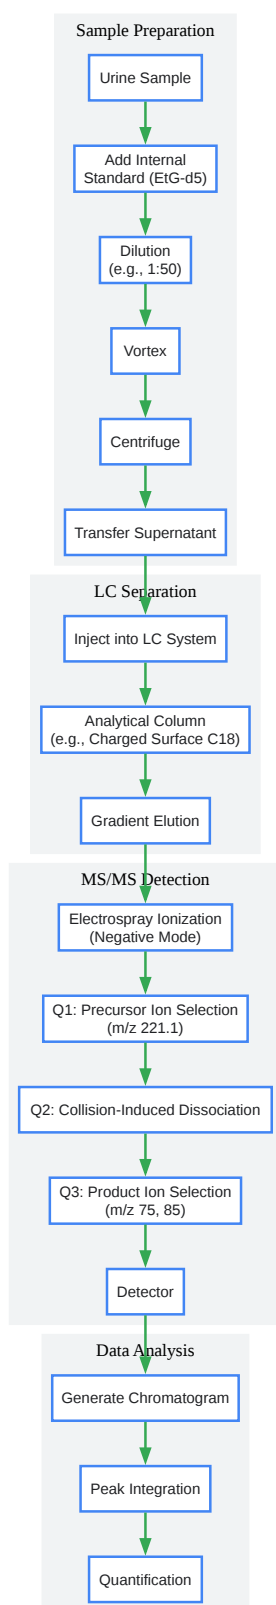 Sample Preparation
Urine Sample
Add Internal
Standard (EtG-d5)
Dilution
(e.g., 1:50)
Vortex
Centrifuge
Transfer Supernatant
LC Separation
Inject into LC System
Analytical Column
(e.g., Charged Surface C18)
Gradient Elution
MS/MS Detection
Electrospray Ionization
(Negative Mode)
Q1: Precursor Ion Selection
(m/z 221.1)
Q2: Collision-Induced Dissociation
Q3: Product Ion Selection
(m/z 75, 85)
Detector
Data Analysis
Generate Chromatogram
Peak Integration
Quantification